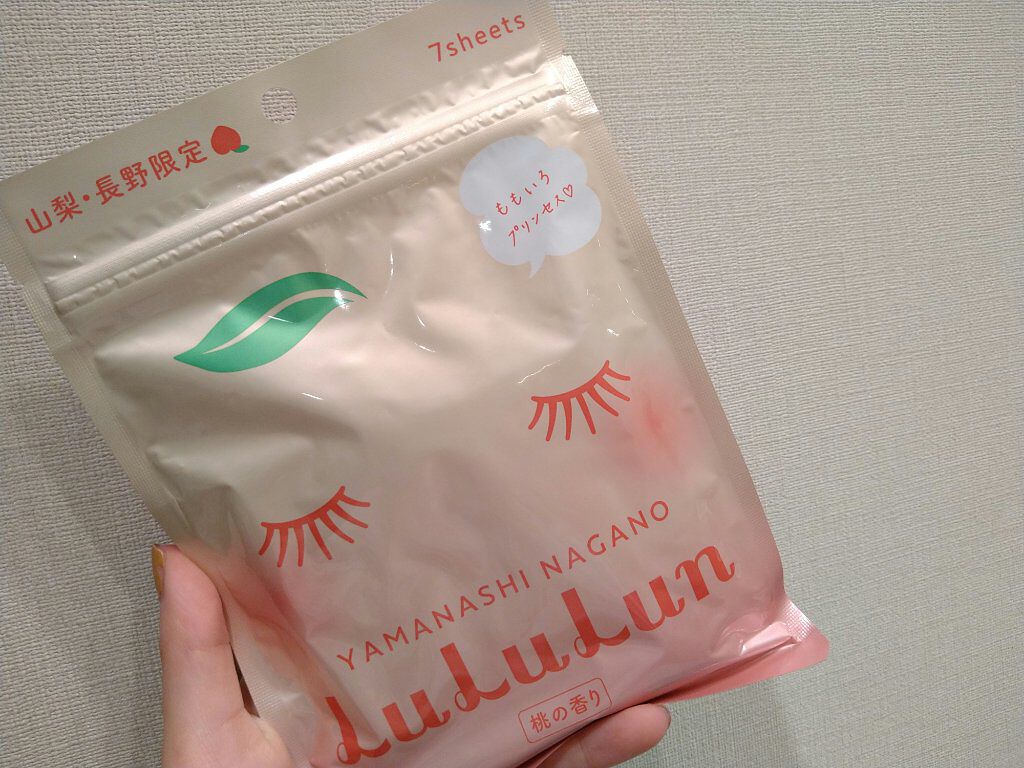 7sheets
山梨・長野限定
ももいろ
プリンセス♡
YAMANASHI NAGANO
LuLuLun
桃の香り